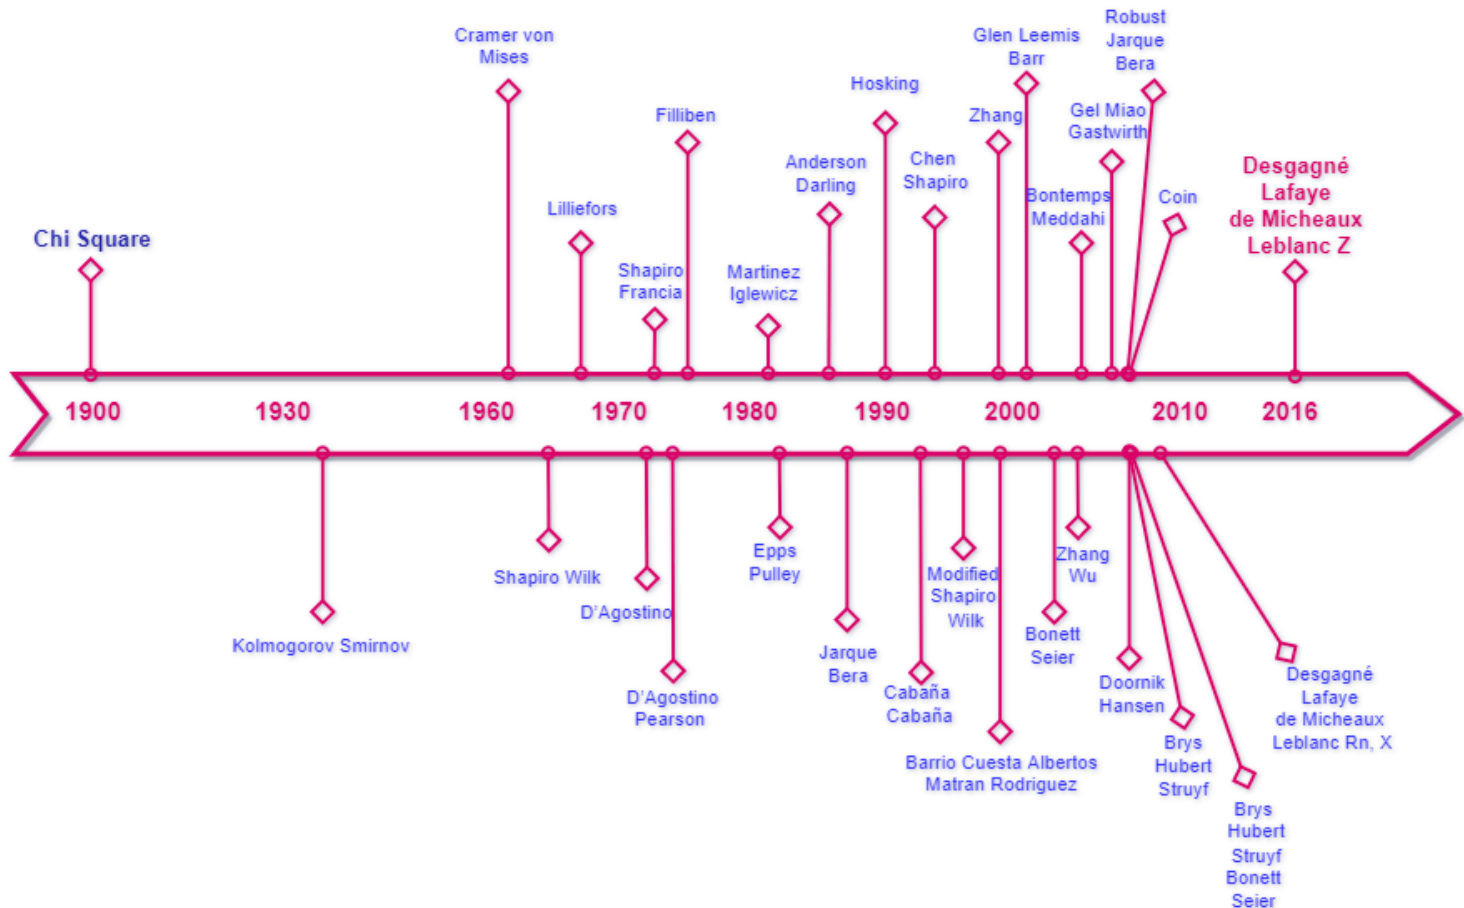 Cramer von
Mises
Filliben
Lilliefors
Shapiro
Francia
Martinez
Iglewicz
Anderson
Darling
Hosking
Chen
Shapiro
Zhang
Glen Leemis
Barr
Bontemps
Meddahi
Gel Miao
Gastwirth
Robust
Jarque
Bera
Coin
Desgagné
Lafaye
de Micheaux
Leblanc Z
Chi Square
1900
1930
1960
1970
1980
1990
2000
2010
2016
Kolmogorov Smirnov
Shapiro Wilk
D'Agostino
D'Agostino
Pearson
Epps
Pulley
Jarque
Bera
Cabaña
Cabaña
Modified
Shapiro
Wilk
Barrio Cuesta Albertos
Matran Rodriguez
Bonett
Seier
Zhang
Wu
Doornik
Hansen
Brys
Hubert
Struyf
Brys
Hubert
Struyf
Bonett
Seier
Desgagné
Lafaye
de Micheaux
Leblanc Rn, X